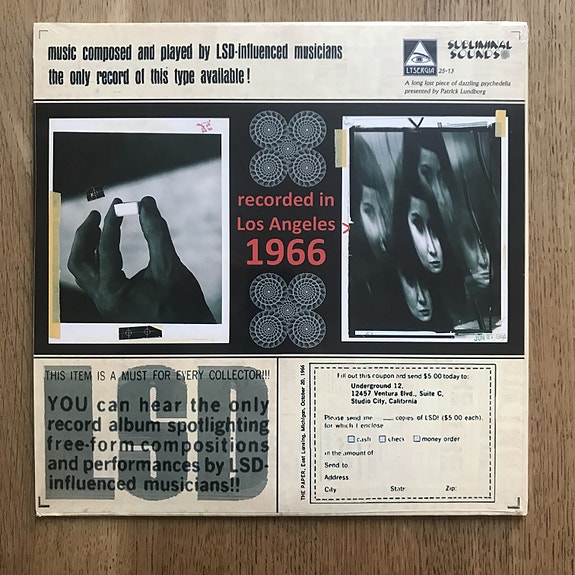 music composed and played by LSD-influenced musicians
the only record of this type available!
LYSERGIA
SUBLIMINAL
SOUNDS
25-13
A long lost piece of dazzling psychedelia
presented by Patrick Lundborg
recorded in
Los Angeles
1966
THIS ITEM IS A MUST FOR EVERY COLLECTOR!!!
LSD
YOU can hear the only
record album spotlighting
free-form compositions
and performances by LSD-
influenced musicians!!
THE PAPER, East Lansing, Michigan, October 20, 1966
Fill out this coupon and send $5.00 today to:
Underground 12,
12457 Ventura Blvd., Suite C,
Studio City, California
Please send me ___ copies of LSD! ($5.00 each).
for which I enclose
cash check money order
in the amount of
Send to
Address
City State Zip: